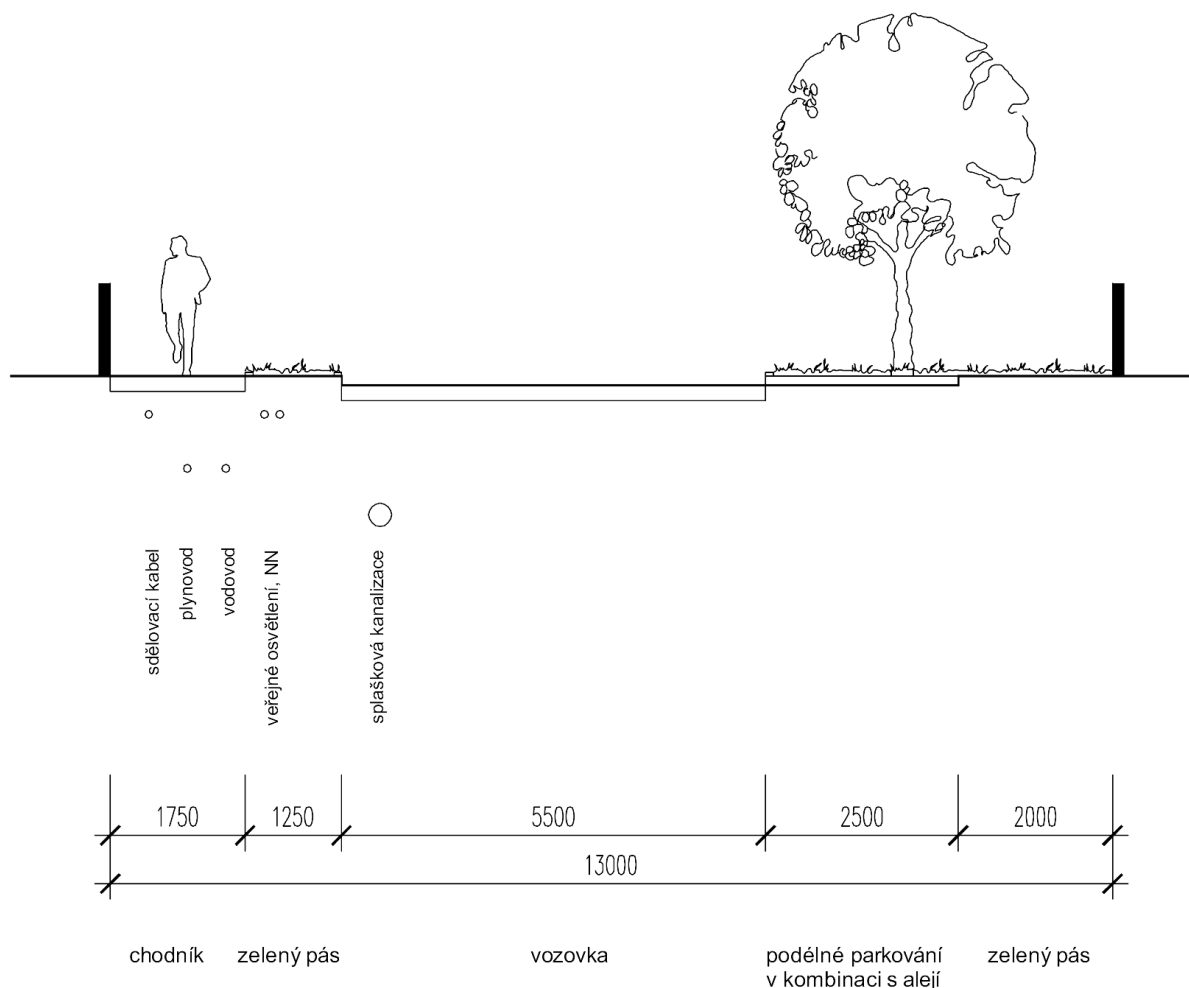 sdělovací kabel
plynovod
vodovod
veřejné osvětlení, NN
splašková kanalizace
1750
1250
5500
2500
2000
13000
chodník
zelený pás
vozovka
podélné parkování
v kombinaci s alejí
zelený pás